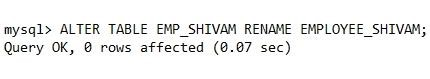 mysql> ALTER TABLE EMP_SHIVAM RENAME EMPLOYEE_SHIVAM;
Query OK, 0 rows affected (0.07 sec)